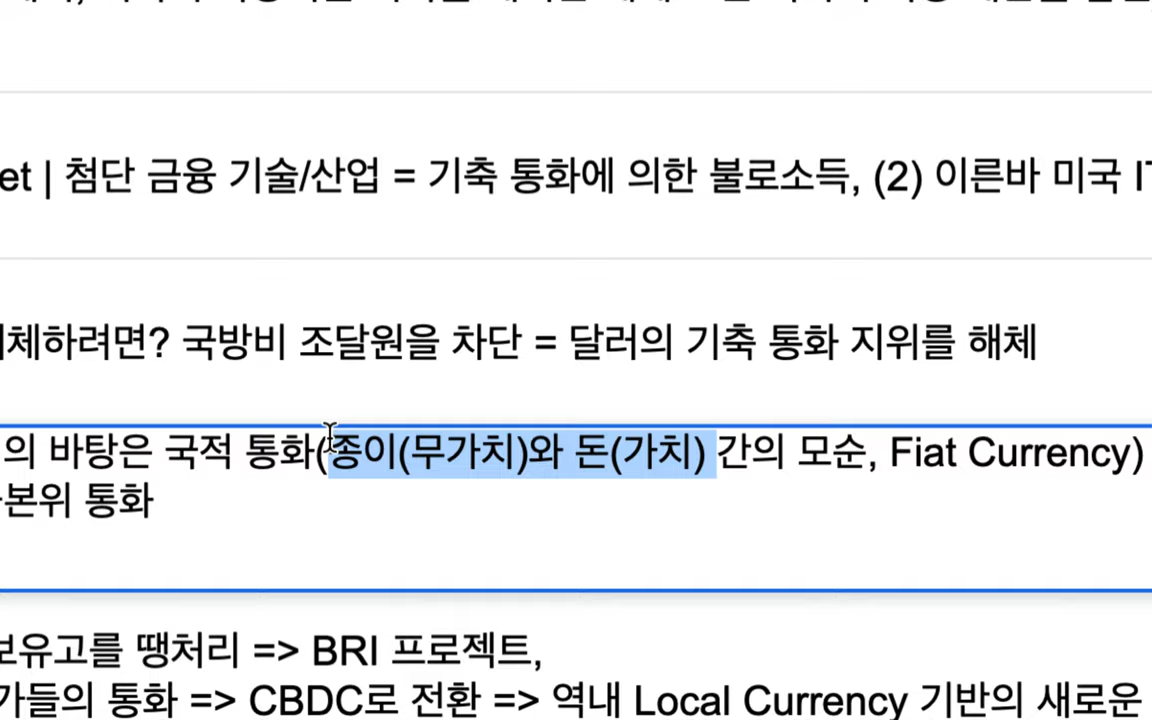 et | 첨단 금융 기술/산업 = 기축 통화에 의한 불로소득, (2) 이른바 미국 IT
체하려면? 국방비 조달원을 차단 = 달러의 기축 통화 지위를 해체
의 바탕은 국적 통화(종이(무가치)와 돈(가치) 간의 모순, Fiat Currency)
본위 통화
보유고를 땡처리 => BRI 프로젝트,
가들의 통화 => CBDC로 전환 => 역내 Local Currency 기반의 새로운